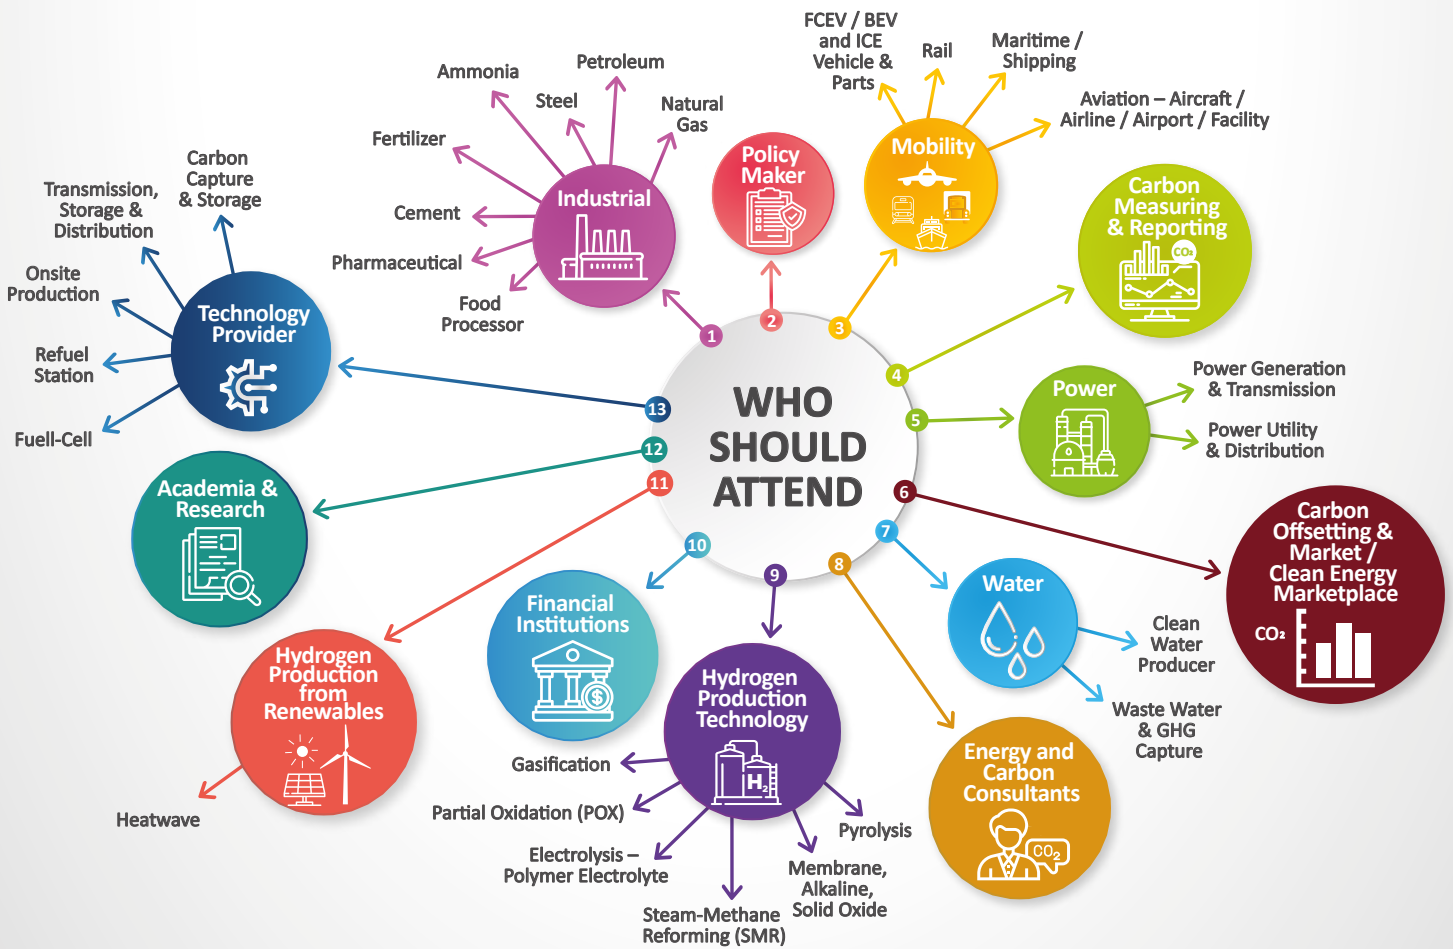 WHO
SHOULD
ATTEND
1
Industrial
Fertilizer
Ammonia
Steel
Petroleum
Natural
Gas
Cement
Pharmaceutical
Food
Processor
2
Policy
Maker
3
Mobility
FCEV / BEV
and ICE
Vehicle &
Parts
Rail
Maritime /
Shipping
Aviation – Aircraft /
Airline / Airport / Facility
4
Carbon
Measuring
& Reporting
CO₂
5
Power
Power Generation
& Transmission
Power Utility
& Distribution
6
Carbon
Offsetting &
Market /
Clean Energy
Marketplace
CO₂
7
Water
Clean
Water
Producer
Waste Water
& GHG
Capture
8
Energy and
Carbon
Consultants
CO₂
9
Hydrogen
Production
Technology
H₂
Gasification
Partial Oxidation (POX)
Electrolysis –
Polymer Electrolyte
Steam-Methane
Reforming (SMR)
Membrane,
Alkaline,
Solid Oxide
Pyrolysis
10
Financial
Institutions
$
11
Hydrogen
Production
from
Renewables
Heatwave
12
Academia &
Research
13
Technology
Provider
Carbon
Capture
& Storage
Transmission,
Storage &
Distribution
Onsite
Production
Refuel
Station
Fuell-Cell